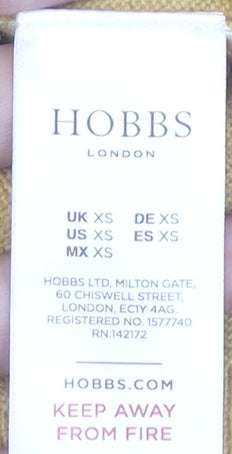 HOBBS
LONDON
UK XS DE XS
US XS ES XS
MX XS
HOBBS LTD, MILTON GATE,
60 CHISWELL STREET,
LONDON, EC1Y 4AG.
REGISTERED NO. 1577740
RN:142172
HOBBS.COM
KEEP AWAY
FROM FIRE